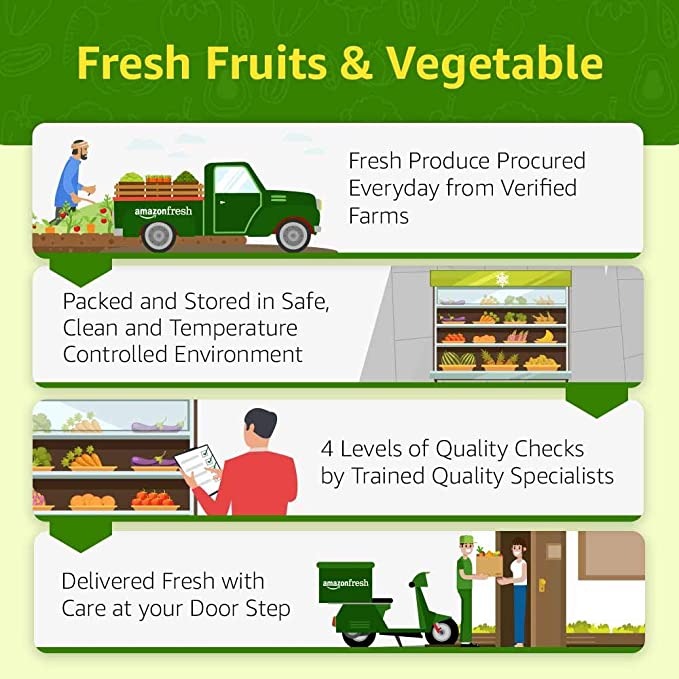 Fresh Fruits & Vegetable
amazonfresh
Fresh Produce Procured
Everyday from Verified
Farms
Packed and Stored in Safe,
Clean and Temperature
Controlled Environment
4 Levels of Quality Checks
by Trained Quality Specialists
Delivered Fresh with
Care at your Door Step
amazonfresh